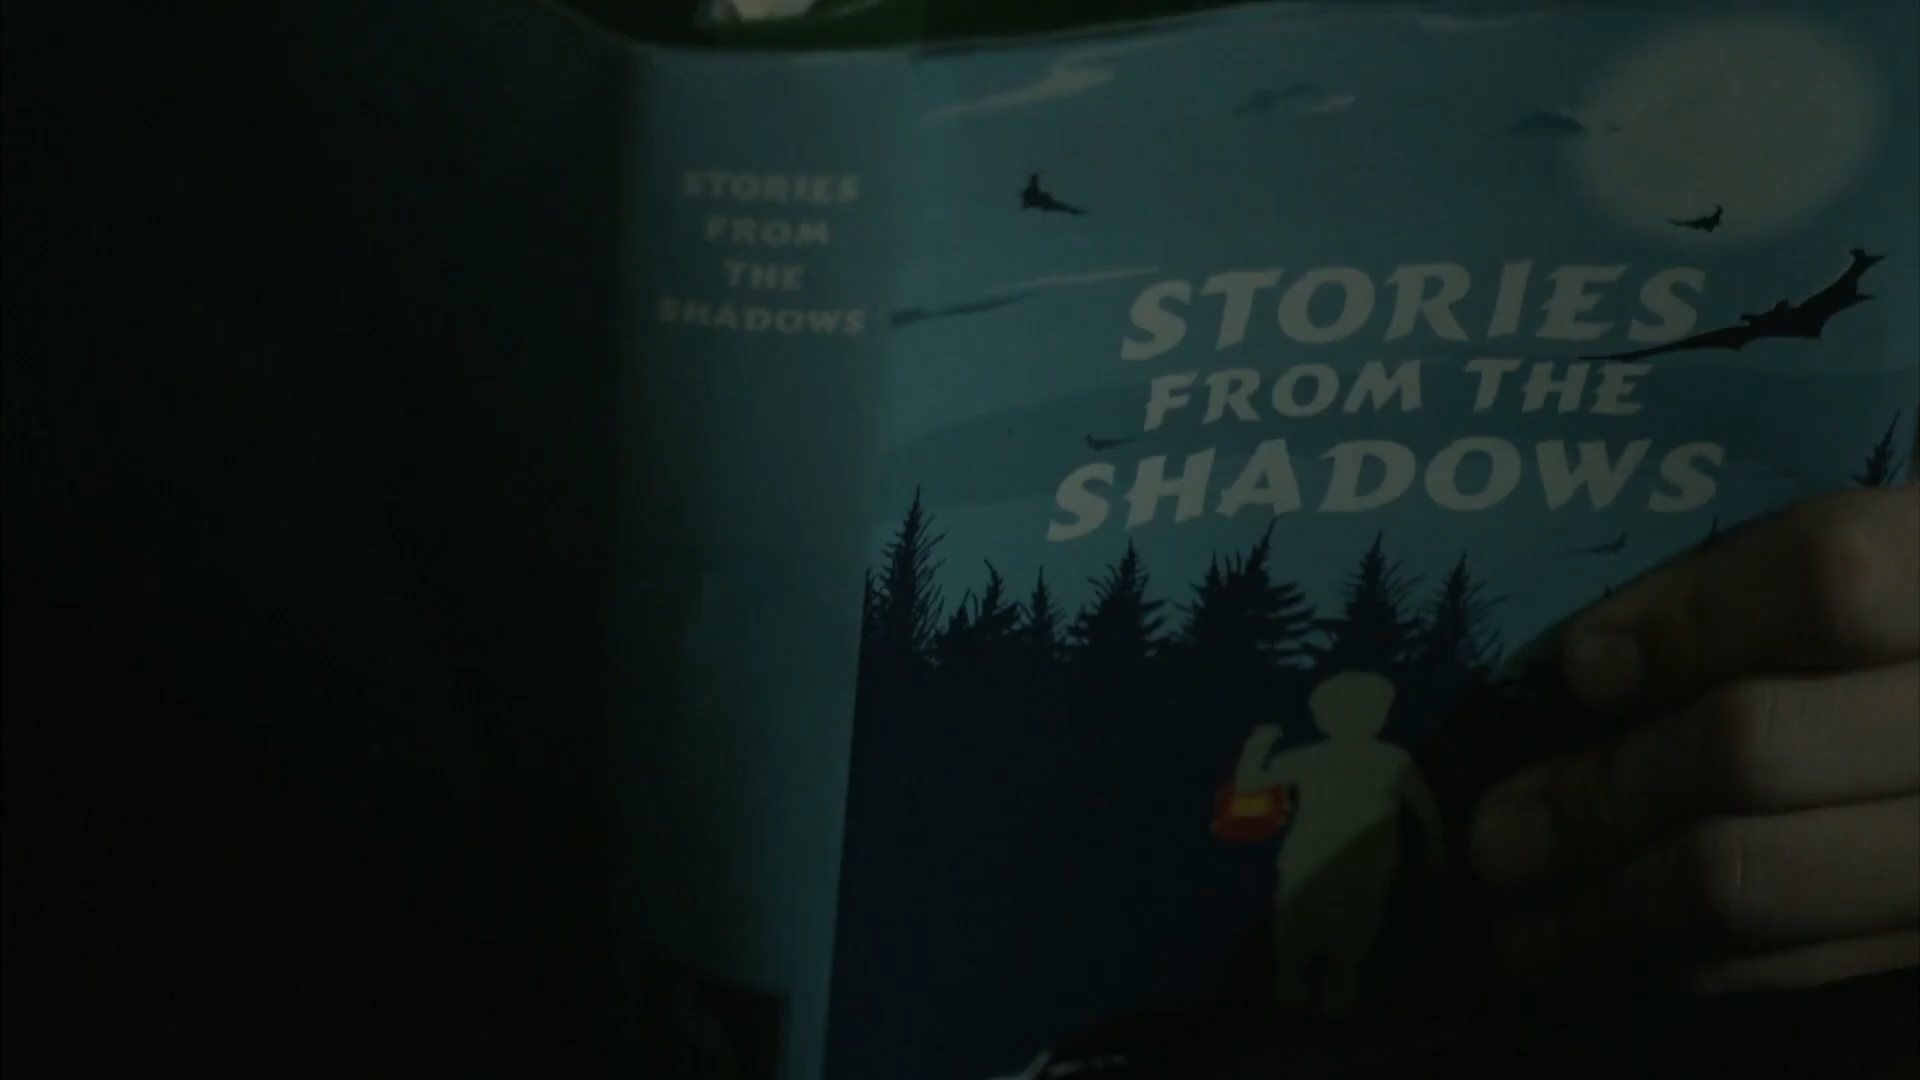 STORIES
FROM
THE
SHADOWS
STORIES
FROM THE
SHADOWS